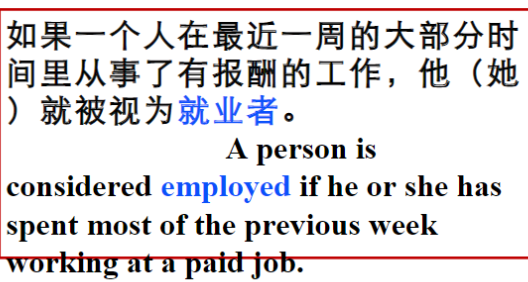 如果一个人在最近一周的大部分时
间里从事了有报酬的工作，他（她
）就被视为就业者。
A person is
considered employed if he or she has
spent most of the previous week
working at a paid job.